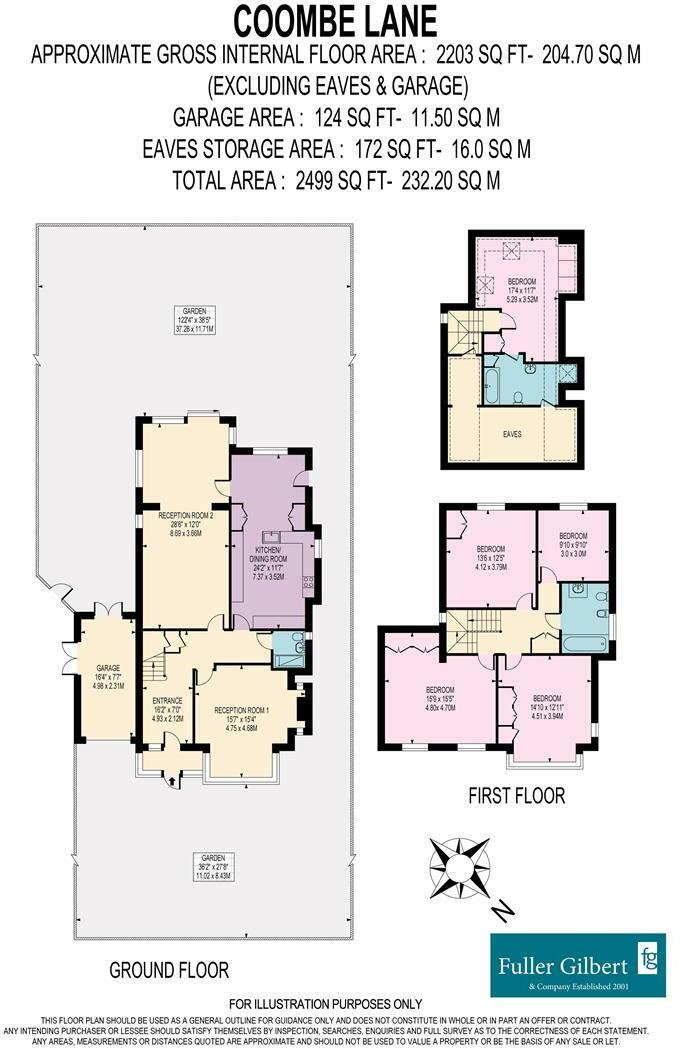 COOMBE LANE
APPROXIMATE GROSS INTERNAL FLOOR AREA : 2203 SQ FT- 204.70 SQ M
(EXCLUDING EAVES & GARAGE)
GARAGE AREA : 124 SQ FT- 11.50 SQ M
EAVES STORAGE AREA : 172 SQ FT- 16.0 SQ M
TOTAL AREA : 2499 SQ FT- 232.20 SQ M
GARDEN
122'4" x 38'5"
37.28 x 11.71M
BEDROOM
17'4 x 11'7"
5.29 x 3.52M
EAVES
RECEPTION ROOM 2
28'6" x 12'0"
8.69 x 3.66M
KITCHEN/
DINING ROOM
24'2" x 11'7"
7.37 x 3.52M
BEDROOM
13'6 x 12'5"
4.12 x 3.79M
BEDROOM
9'10 x 9'10"
3.0 x 3.0M
GARAGE
16'4" x 7'7"
4.98 x 2.31M
ENTRANCE
16'2" x 7'0"
4.93 x 2.12M
RECEPTION ROOM 1
15'7" x 15'4"
4.75 x 4.68M
BEDROOM
15'9 x 15'5"
4.80x 4.70M
BEDROOM
14'10 x 12'11"
4.51 x 3.94M
FIRST FLOOR
GARDEN
36'2" x 27'8"
11.02 x 8.43M
N
GROUND FLOOR
Fuller Gilbert
& Company Established 2001
fg
FOR ILLUSTRATION PURPOSES ONLY
THIS FLOOR PLAN SHOULD BE USED AS A GENERAL OUTLINE FOR GUIDANCE ONLY AND DOES NOT CONSTITUTE IN WHOLE OR IN PART AN OFFER OR CONTRACT.
ANY INTENDING PURCHASER OR LESSEE SHOULD SATISFY THEMSELVES BY INSPECTION, SEARCHES, ENQUIRIES AND FULL SURVEY AS TO THE CORRECTNESS OF EACH STATEMENT.
ANY AREAS, MEASUREMENTS OR DISTANCES QUOTED ARE APPROXIMATE AND SHOULD NOT BE USED TO VALUE A PROPERTY OR BE THE BASIS OF ANY SALE OR LET.